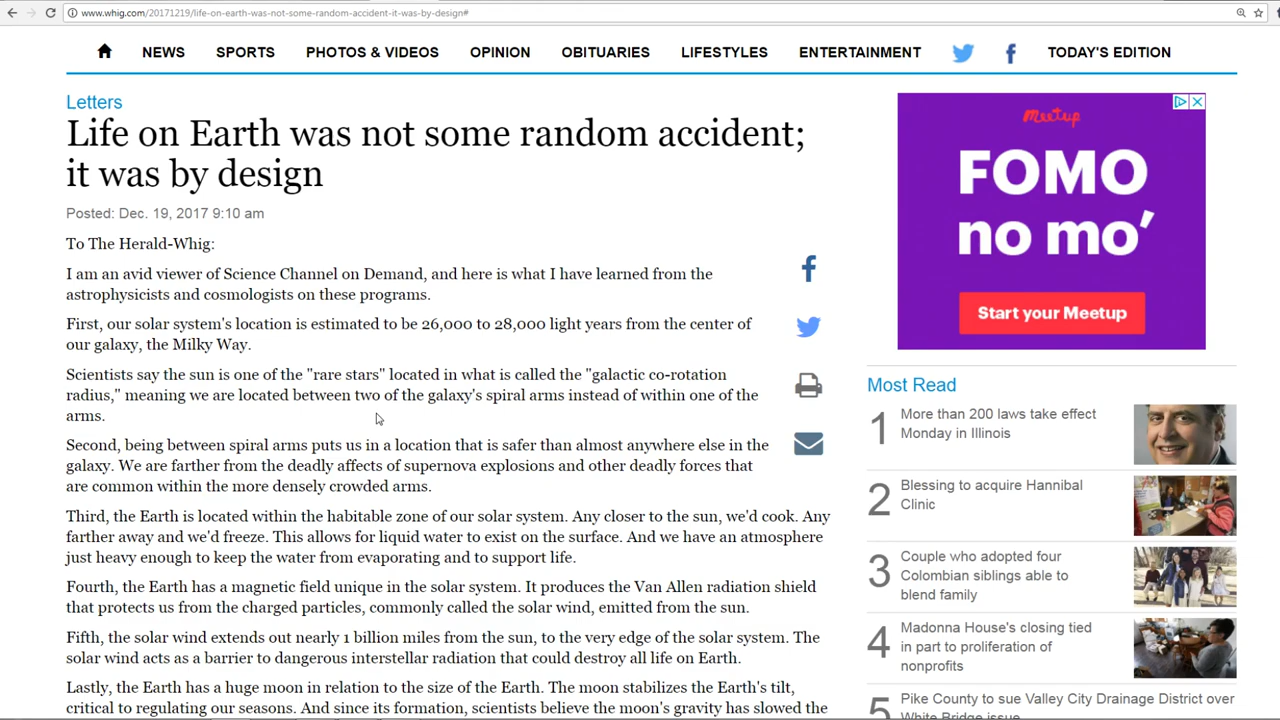 www.whig.com/20171219/life-on-earth-was-not-some-random-accident-it-was-by-design#
NEWS SPORTS PHOTOS & VIDEOS OPINION OBITUARIES LIFESTYLES ENTERTAINMENT TODAY'S EDITION
Letters
Life on Earth was not some random accident;
it was by design
Posted: Dec. 19, 2017 9:10 am
To The Herald-Whig:
I am an avid viewer of Science Channel on Demand, and here is what I have learned from the
astrophysicists and cosmologists on these programs.
First, our solar system's location is estimated to be 26,000 to 28,000 light years from the center of
our galaxy, the Milky Way.
Scientists say the sun is one of the "rare stars" located in what is called the "galactic co-rotation
radius," meaning we are located between two of the galaxy's spiral arms instead of within one of the
arms.
Second, being between spiral arms puts us in a location that is safer than almost anywhere else in the
galaxy. We are farther from the deadly affects of supernova explosions and other deadly forces that
are common within the more densely crowded arms.
Third, the Earth is located within the habitable zone of our solar system. Any closer to the sun, we'd cook. Any
farther away and we'd freeze. This allows for liquid water to exist on the surface. And we have an atmosphere
just heavy enough to keep the water from evaporating and to support life.
Fourth, the Earth has a magnetic field unique in the solar system. It produces the Van Allen radiation shield
that protects us from the charged particles, commonly called the solar wind, emitted from the sun.
Fifth, the solar wind extends out nearly 1 billion miles from the sun, to the very edge of the solar system. The
solar wind acts as a barrier to dangerous interstellar radiation that could destroy all life on Earth.
Lastly, the Earth has a huge moon in relation to the size of the Earth. The moon stabilizes the Earth's tilt,
critical to regulating our seasons. And since its formation, scientists believe the moon's gravity has slowed the
Meetup
FOMO
no mo'
Start your Meetup
Most Read
1 More than 200 laws take effect
Monday in Illinois
2 Blessing to acquire Hannibal
Clinic
3 Couple who adopted four
Colombian siblings able to
blend family
4 Madonna House's closing tied
in part to proliferation of
nonprofits
5 Pike County to sue Valley City Drainage District over
White Bridge issue